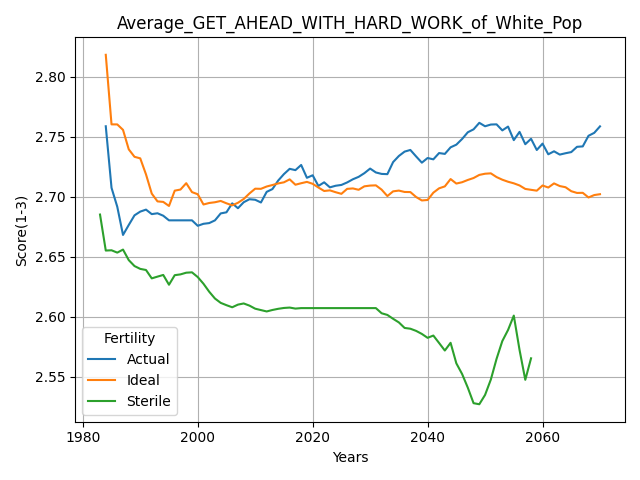 Average_GET_AHEAD_WITH_HARD_WORK_of_White_Pop
Score(1-3)
2.80
2.75
2.70
2.65
2.60
2.55
Fertility
Actual
Ideal
Sterile
1980
2000
2020
2040
2060
Years